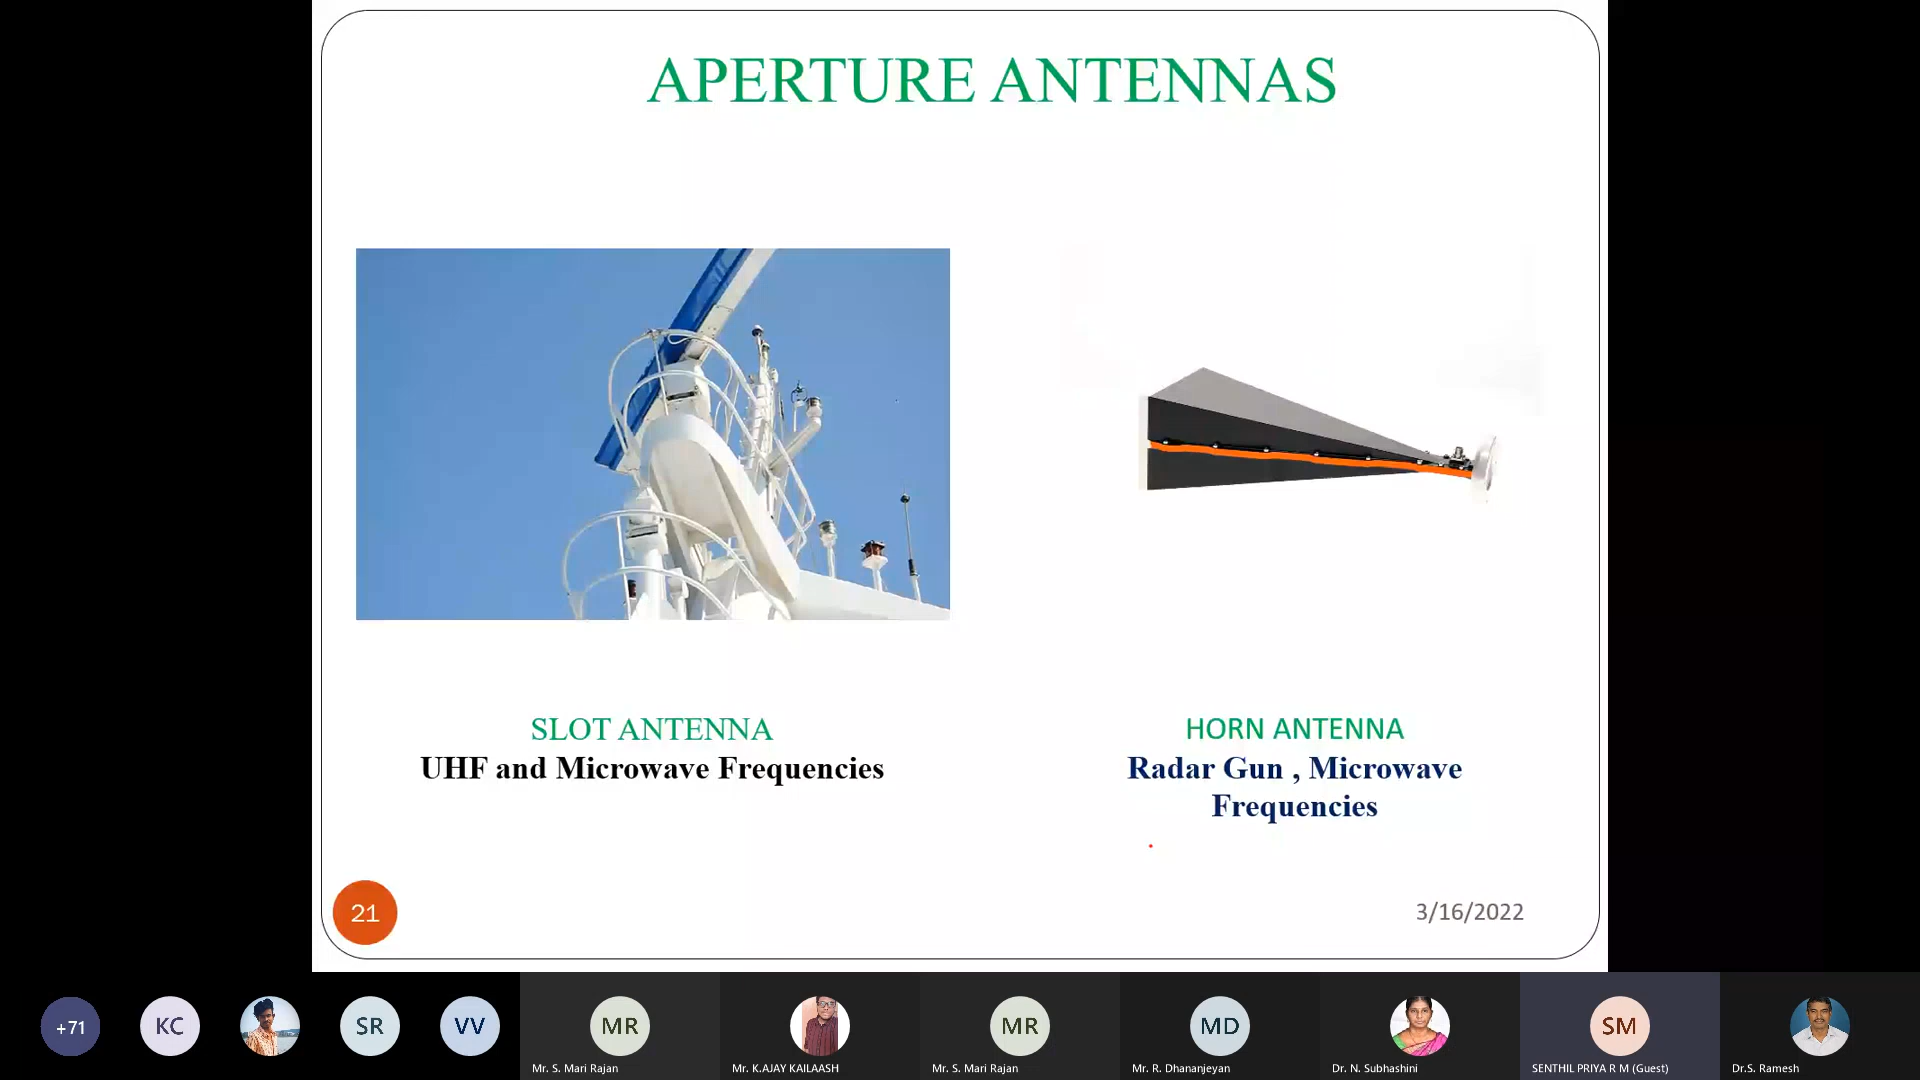 APERTURE ANTENNAS
SLOT ANTENNA
UHF and Microwave Frequencies
HORN ANTENNA
Radar Gun , Microwave
Frequencies
21
3/16/2022
+71
KC
SR
VV
MR
Mr. S. Mari Rajan
Mr. K.AJAY KAILAASH
MR
Mr. S. Mari Rajan
MD
Mr. R. Dhananjeyan
Dr. N. Subhashini
SM
SENTHIL PRIYA R M (Guest)
Dr.S. Ramesh